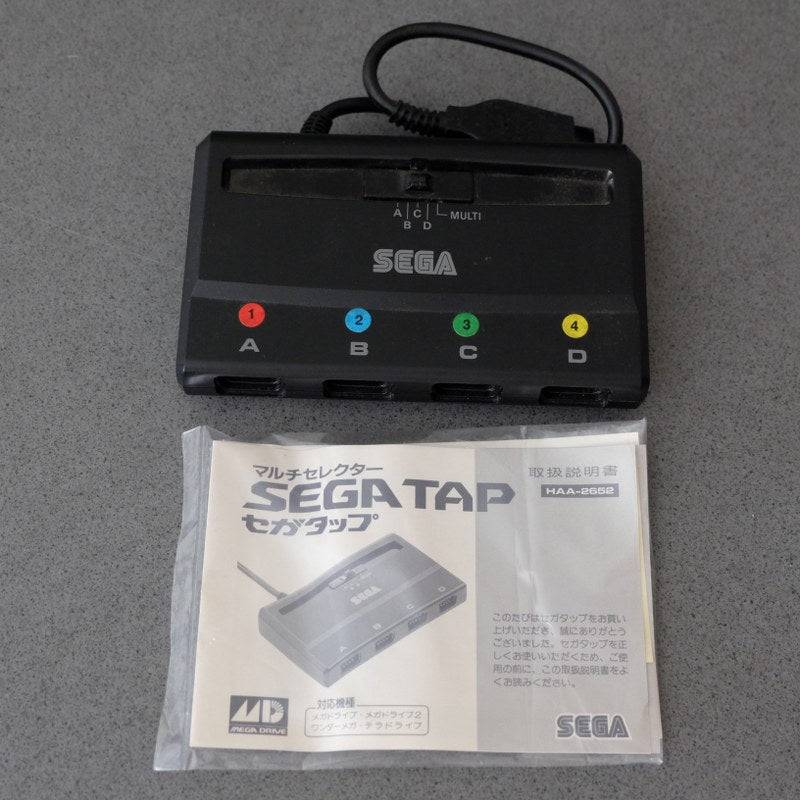 A C MULTI
B D
SEGA
1 2 3 4
A B C D
マルチセレクター
SEGA TAP
セガタップ
取扱説明書
HAA-2652
SEGA
A B C D
このたびはセガタップをお買い
上げいただき、誠にありがとう
ございました。セガタップを正
しくお使いいただくため、ご使
用の前に、この取扱説明書をよ
くお読みください。
MD
MEGA DRIVE
対応機種
メガドライブ・メガドライブ2
ワンダーメガ・テラドライブ
SEGA